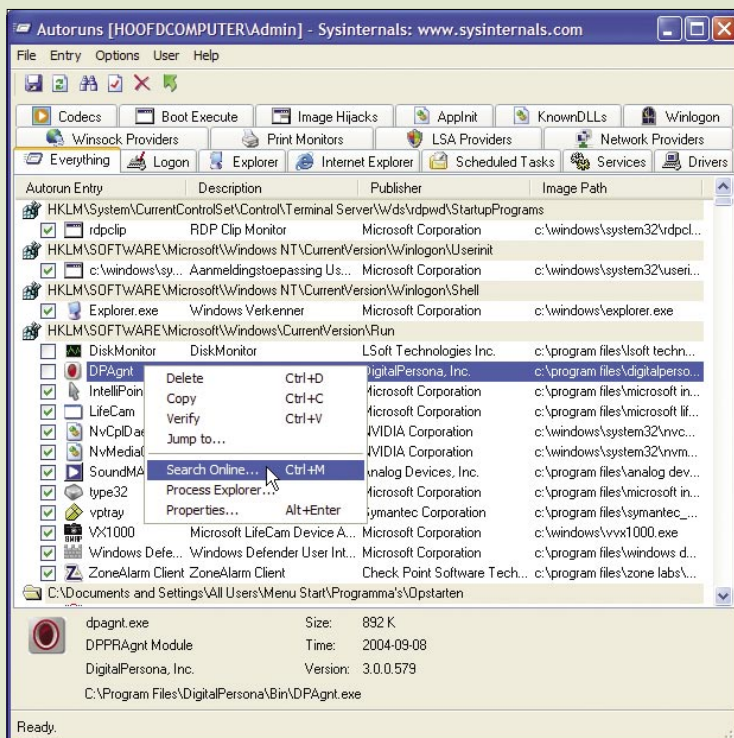 Autoruns [HOOFDCOMPUTER\Admin] - Sysinternals: www.sysinternals.com
File Entry Options User Help
Codecs Boot Execute Image Hijacks AppInit KnownDLLs Winlogon
Winsock Providers Print Monitors LSA Providers Network Providers
Everything Logon Explorer Internet Explorer Scheduled Tasks Services Drivers
Autorun Entry Description Publisher Image Path
HKLM\System\CurrentControlSet\Control\Terminal Server\Wds\rdpwd\StartupPrograms
rdpclip RDP Clip Monitor Microsoft Corporation c:\windows\system32\rdpcl...
HKLM\SOFTWARE\Microsoft\Windows NT\CurrentVersion\Winlogon\Userinit
c:\windows\sy... Aanmeldingstoepassing Us... Microsoft Corporation c:\windows\system32\useri...
HKLM\SOFTWARE\Microsoft\Windows NT\CurrentVersion\Winlogon\Shell
Explorer.exe Windows Verkenner Microsoft Corporation c:\windows\explorer.exe
HKLM\SOFTWARE\Microsoft\Windows\CurrentVersion\Run
DiskMonitor DiskMonitor LSoft Technologies Inc. c:\program files\lsoft techn...
DPAgnt DigitalPersona, Inc. c:\program files\digitalperso...
IntelliPoin Microsoft Corporation c:\program files\microsoft in...
LifeCam Microsoft Corporation c:\program files\microsoft lif...
NvCplDae NVIDIA Corporation c:\windows\system32\nvc...
NvMedia NVIDIA Corporation c:\windows\system32\nvm...
SoundMA Analog Devices, Inc. c:\program files\analog dev...
type32 Microsoft Corporation c:\program files\microsoft in...
vptray Symantec Corporation c:\program files\symantec_...
VX1000 Microsoft LifeCam Device A... Microsoft Corporation c:\windows\vvx1000.exe
Windows Defe... Windows Defender User Int... Microsoft Corporation c:\program files\windows d...
ZoneAlarm Client ZoneAlarm Client Check Point Software Tech... c:\program files\zone labs\...
C:\Documents and Settings\All Users\Menu Start\Programma's\Opstarten
Delete Ctrl+D
Copy Ctrl+C
Verify Ctrl+V
Jump to...
Search Online... Ctrl+M
Process Explorer...
Properties... Alt+Enter
dpagnt.exe Size: 892 K
DPPRAgnt Module Time: 2004-09-08
DigitalPersona, Inc. Version: 3.0.0.579
C:\Program Files\DigitalPersona\Bin\DPAgnt.exe
Ready.